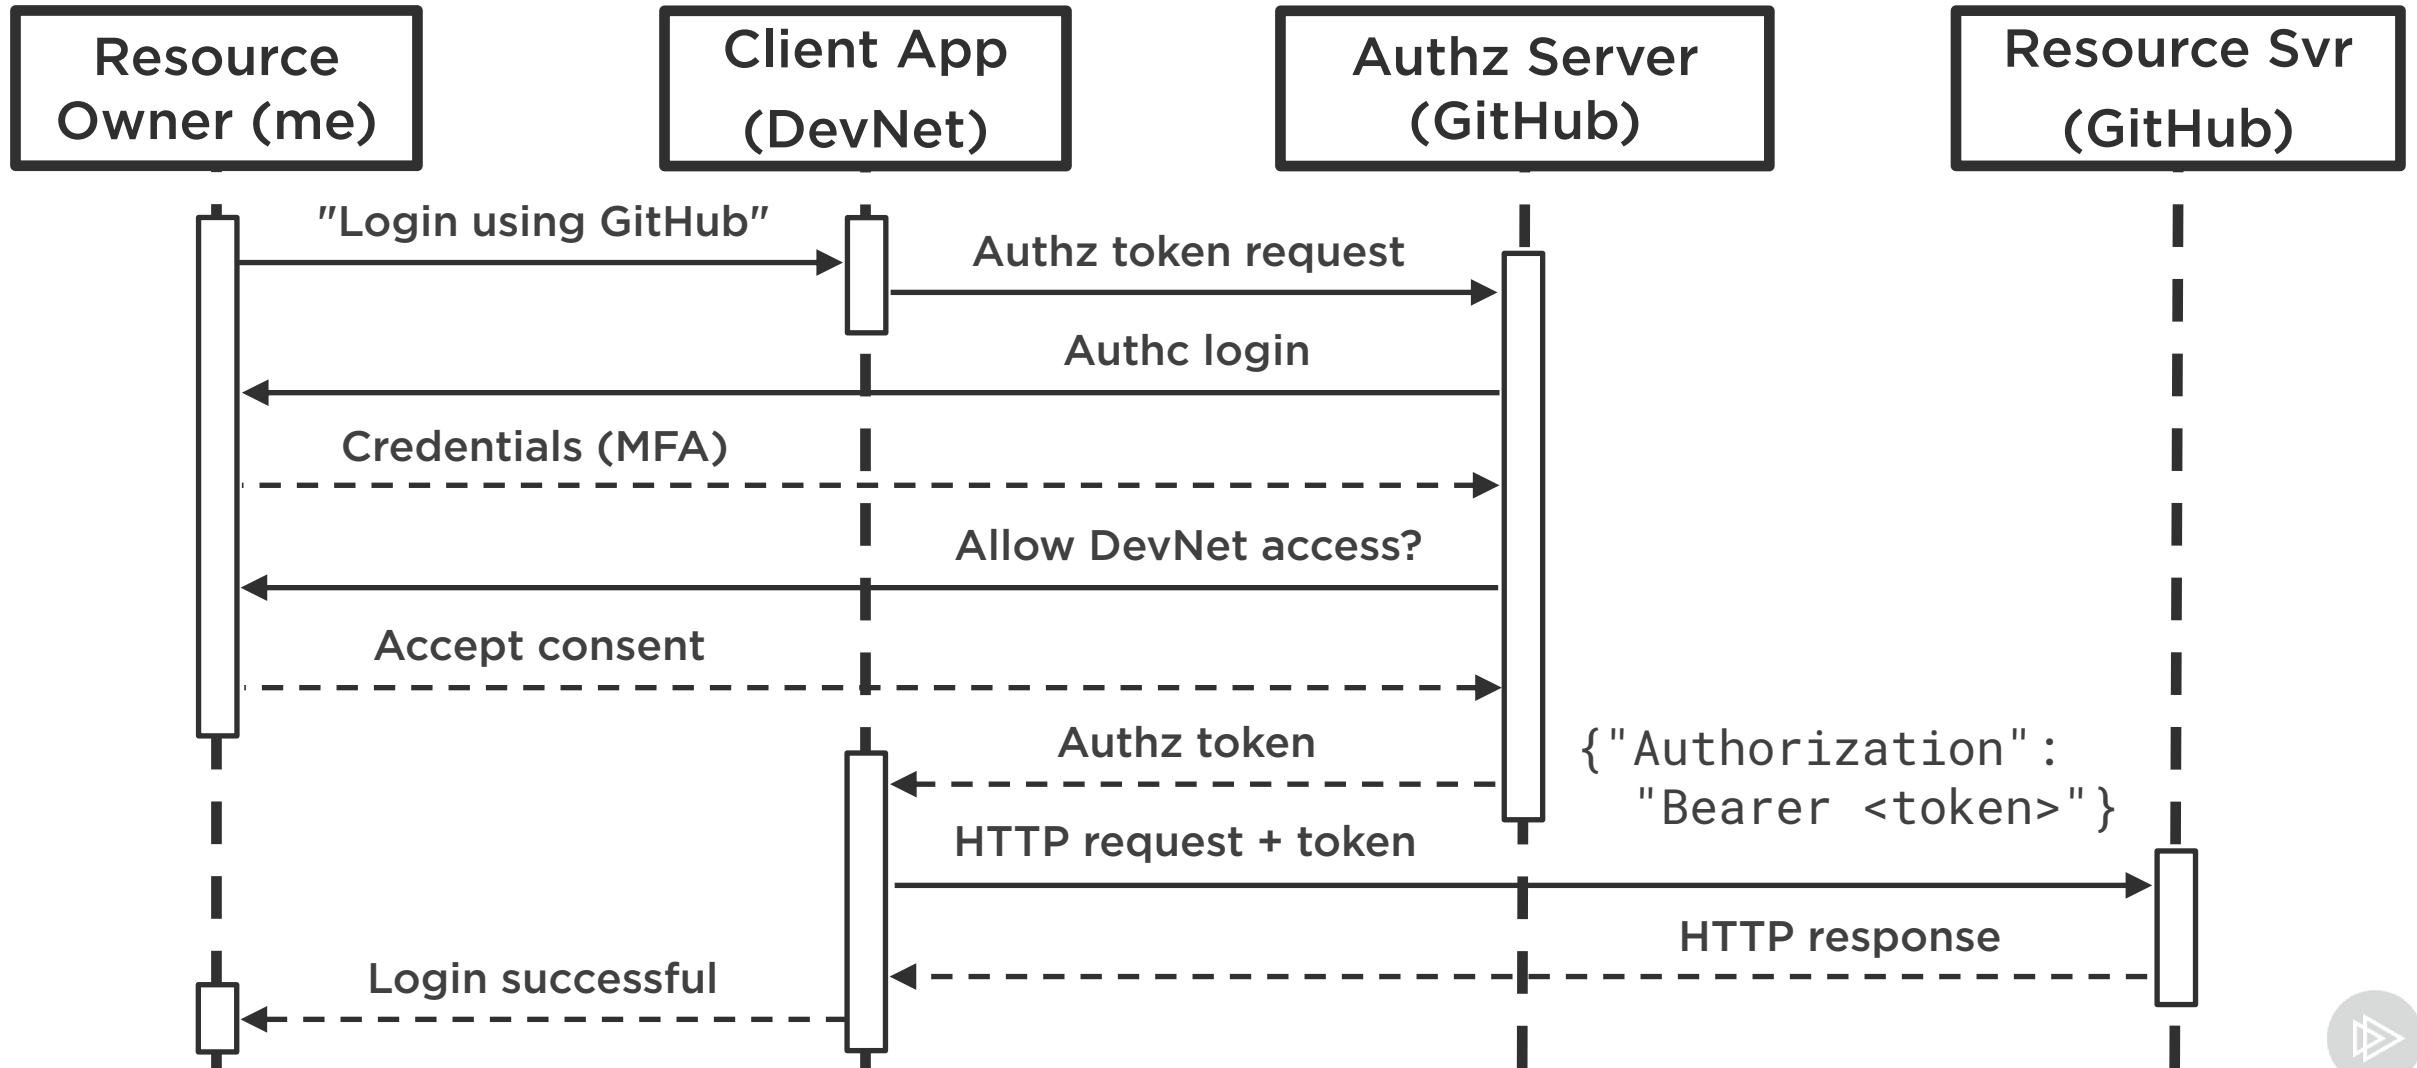 Resource
Owner (me)
Client App
(DevNet)
Authz Server
(GitHub)
Resource Svr
(GitHub)
"Login using GitHub"
Authz token request
Authc login
Credentials (MFA)
Allow DevNet access?
Accept consent
Authz token
{"Authorization":
"Bearer <token>"}
HTTP request + token
HTTP response
Login successful